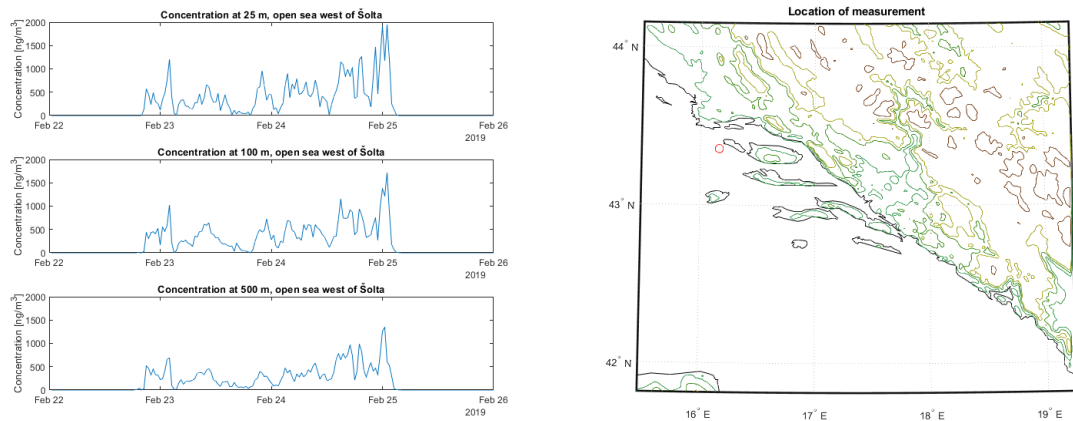 Concentration at 25 m, open sea west of Šolta
Concentration [ng/m³]
2000
1500
1000
500
0
Feb 22
Feb 23
Feb 24
Feb 25
Feb 26
2019
Concentration at 100 m, open sea west of Šolta
Concentration [ng/m³]
2000
1500
1000
500
0
Feb 22
Feb 23
Feb 24
Feb 25
Feb 26
2019
Concentration at 500 m, open sea west of Šolta
Concentration [ng/m³]
2000
1500
1000
500
0
Feb 22
Feb 23
Feb 24
Feb 25
Feb 26
2019
Location of measurement
44° N
43° N
42° N
16° E
17° E
18° E
19° E